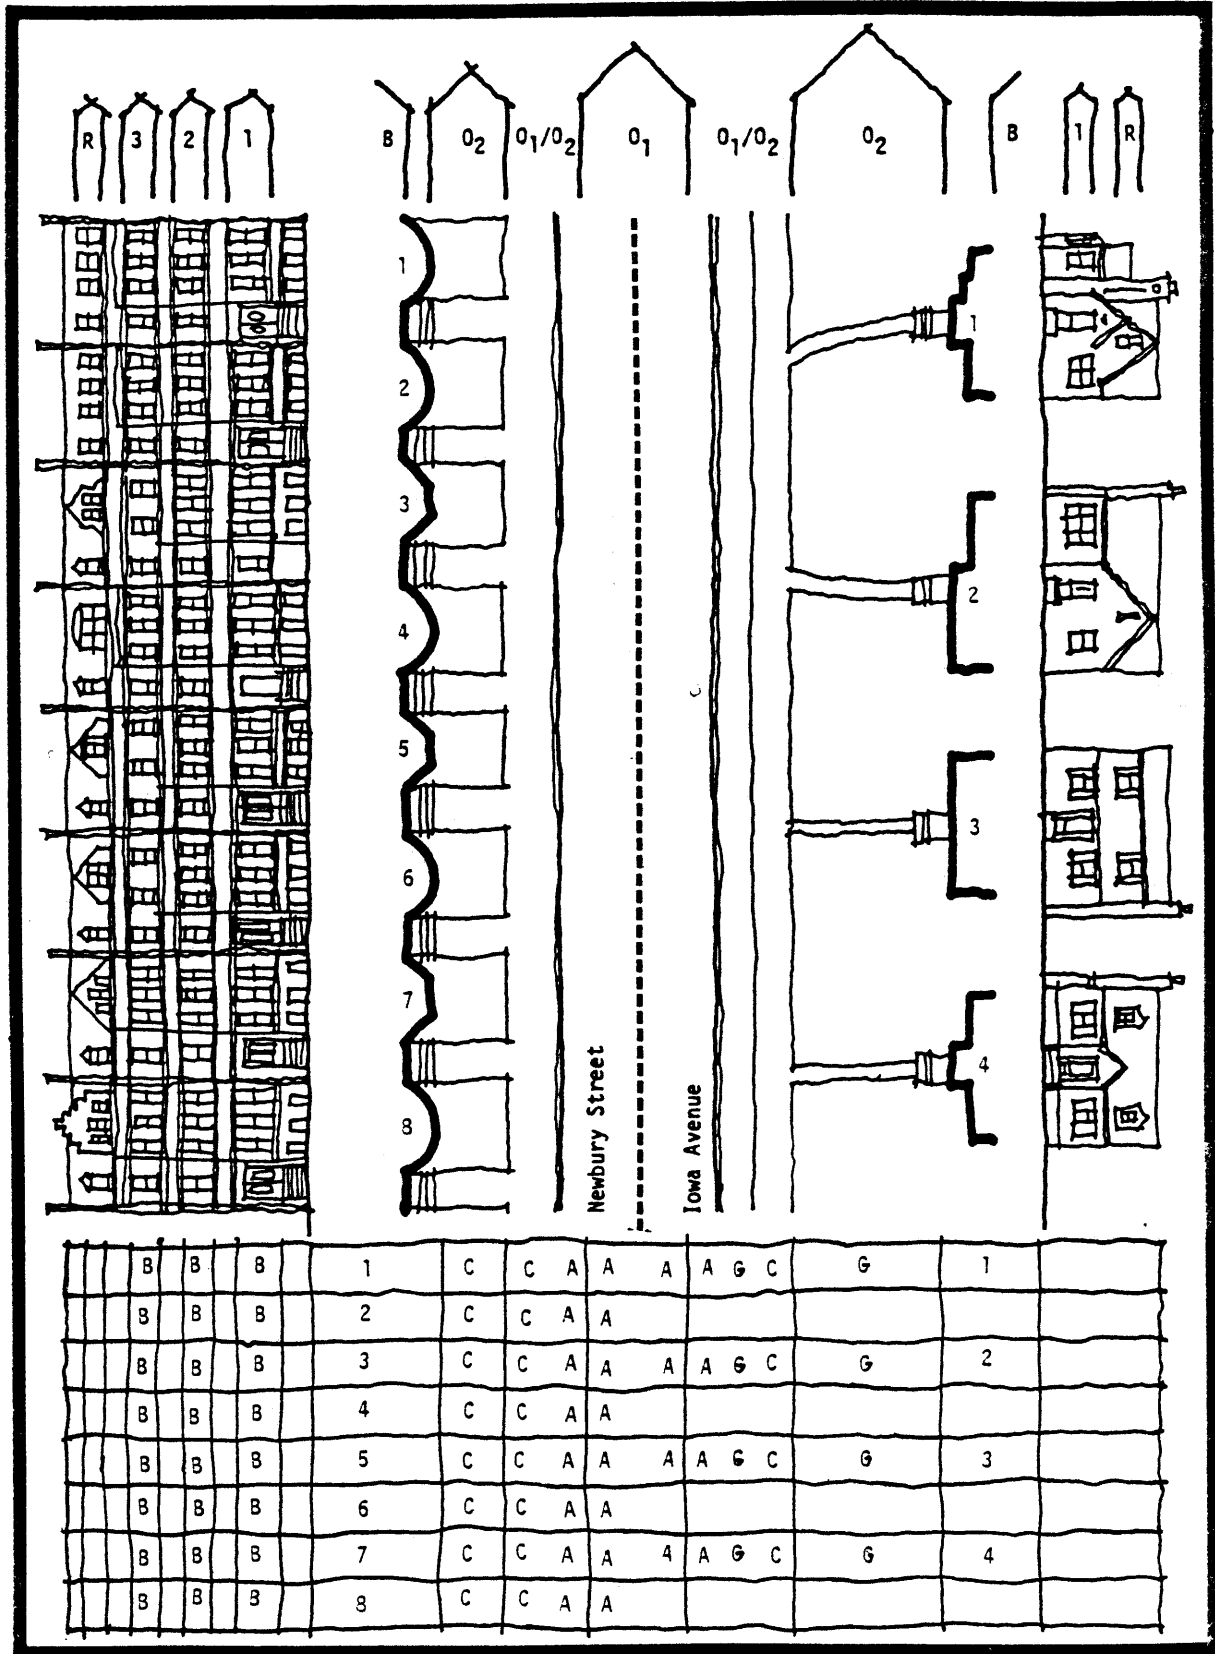 R 3 2 1 B O2 O1/O2 O1 O1/O2 O2 B 1 R
1
2
3
4
5
6
7
8
Newbury Street
Iowa Avenue
1
2
3
4
B B B 1 C C A A A A G C G 1
B B B 2 C C A A
B B B 3 C C A A A A G C G 2
B B B 4 C C A A
B B B 5 C C A A A A G C G 3
B B B 6 C C A A
B B B 7 C C A A 4 A G C G 4
B B B 8 C C A A